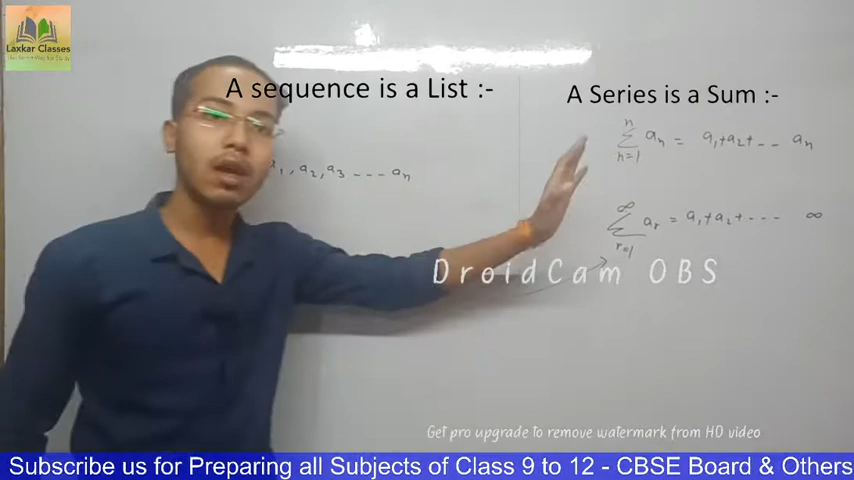 Laxkar Classes
A sequence is a List :-
a₁, a₂, a₃ ---- aₙ
A Series is a Sum :-
n
∑ aₙ = a₁+a₂+--- aₙ
n=1
∞
∑ aᵣ = a₁+a₂+---- ∞
r=1
DroidCam OBS
Get pro upgrade to remove watermark from HD video
Subscribe us for Preparing all Subjects of Class 9 to 12 - CBSE Board & Others